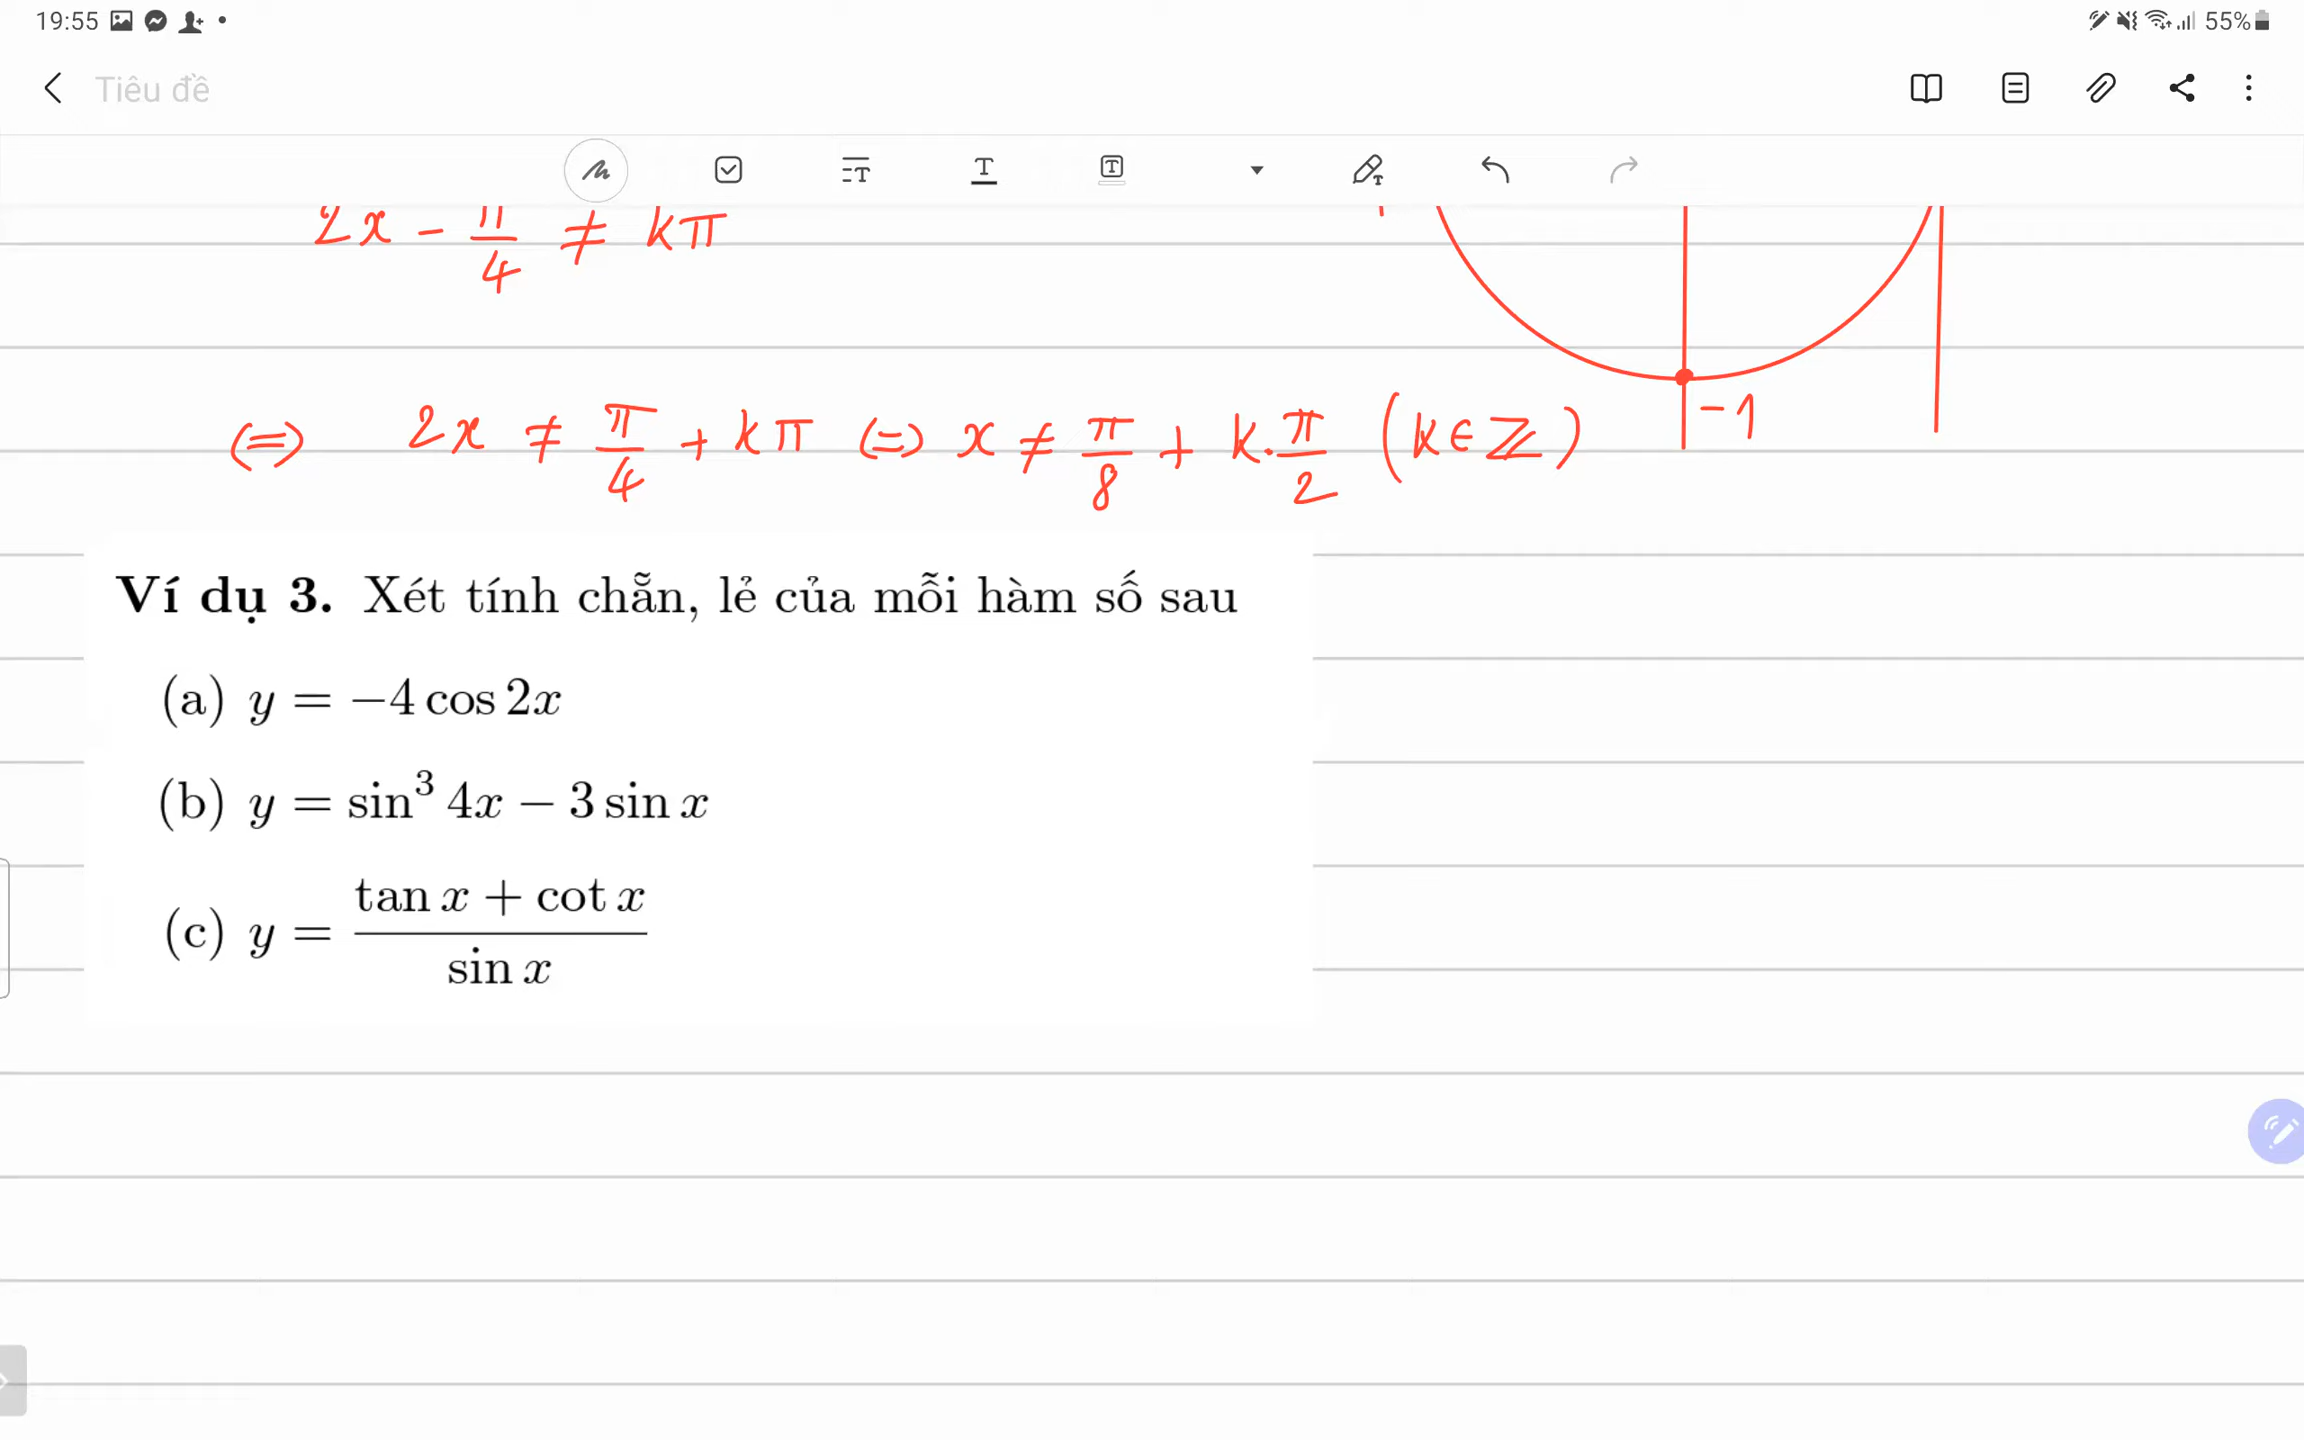 19:55 55%
Tiêu đề
2x - π/4 ≠ kπ
(=) 2x ≠ π/4 + kπ (=) x ≠ π/8 + k.π/2 (k∈ℤ) -1
Ví dụ 3. Xét tính chẵn, lẻ của mỗi hàm số sau
(a) y = −4 cos 2x
(b) y = sin³ 4x − 3 sin x
(c) y = (tan x + cot x)/(sin x)